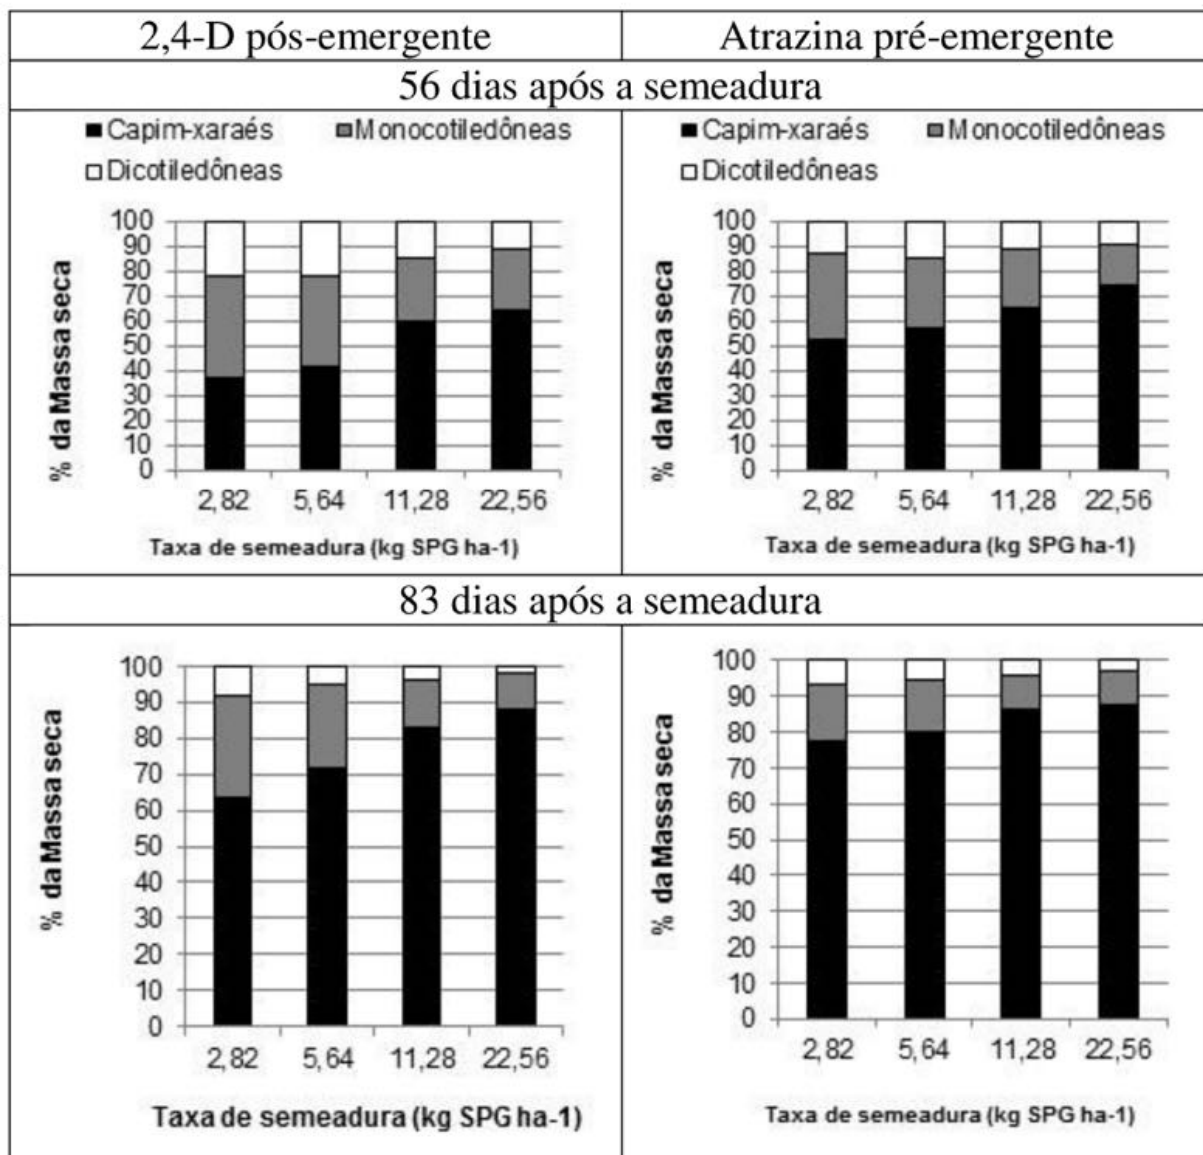 2,4-D pós-emergente
Atrazina pré-emergente
56 dias após a semeadura
Capim-xaraés Monocotiledôneas
Dicotiledôneas
% da Massa seca
100
90
80
70
60
50
40
30
20
10
0
2,82 5,64 11,28 22,56
Taxa de semeadura (kg SPG ha-1)
Capim-xaraés Monocotiledôneas
Dicotiledôneas
% da Massa seca
100
90
80
70
60
50
40
30
20
10
0
2,82 5,64 11,28 22,56
Taxa de semeadura (kg SPG ha-1)
83 dias após a semeadura
% da Massa seca
100
90
80
70
60
50
40
30
20
10
0
2,82 5,64 11,28 22,56
Taxa de semeadura (kg SPG ha-1)
% da Massa seca
100
90
80
70
60
50
40
30
20
10
0
2,82 5,64 11,28 22,56
Taxa de semeadura (kg SPG ha-1)